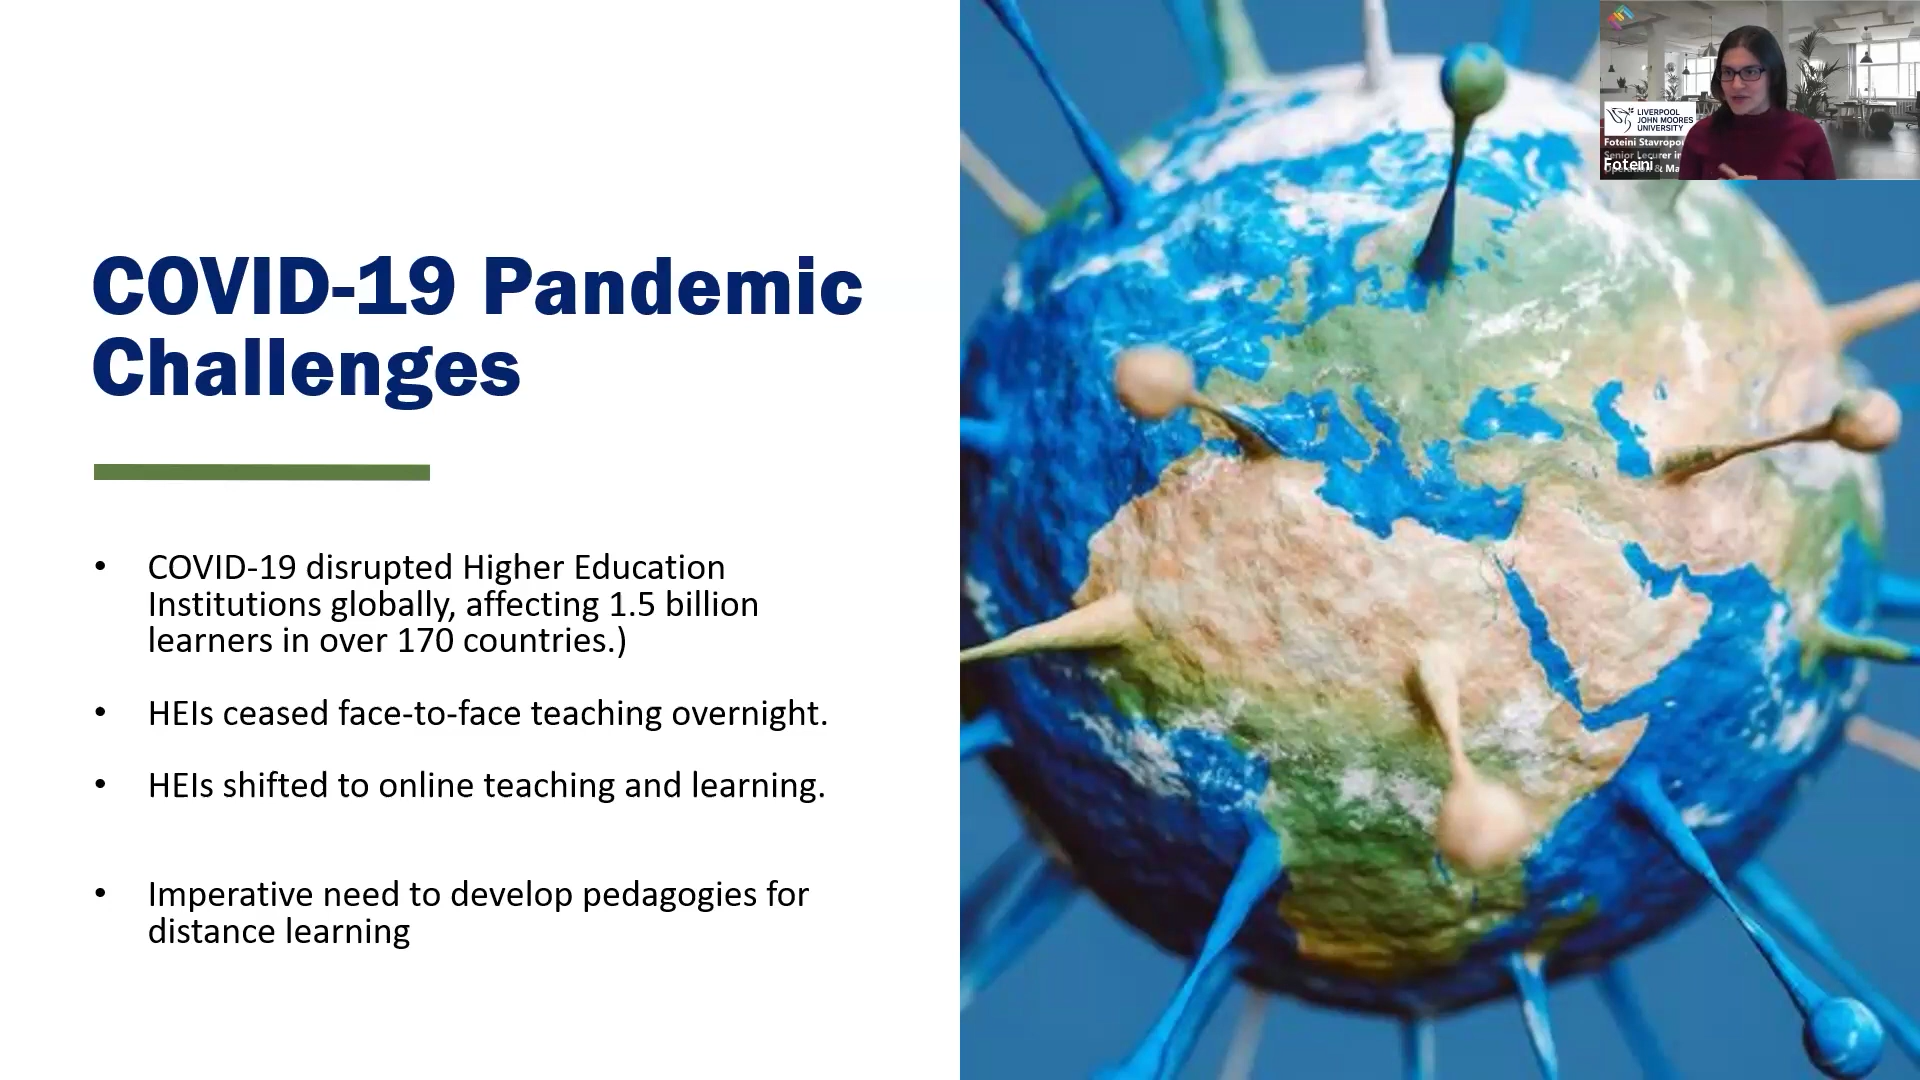 COVID-19 Pandemic
Challenges
• COVID-19 disrupted Higher Education
Institutions globally, affecting 1.5 billion
learners in over 170 countries.)
• HEIs ceased face-to-face teaching overnight.
• HEIs shifted to online teaching and learning.
• Imperative need to develop pedagogies for
distance learning
LIVERPOOL
JOHN MOORES
UNIVERSITY
Foteini
Senior
Foteini